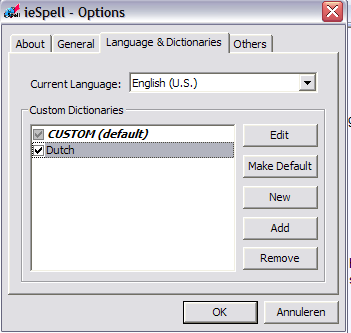 ieSpell - Options
About General Language & Dictionaries Others
Current Language: English (U.S.)
Custom Dictionaries
CUSTOM (default)
Dutch
Edit
Make Default
New
Add
Remove
OK Annuleren